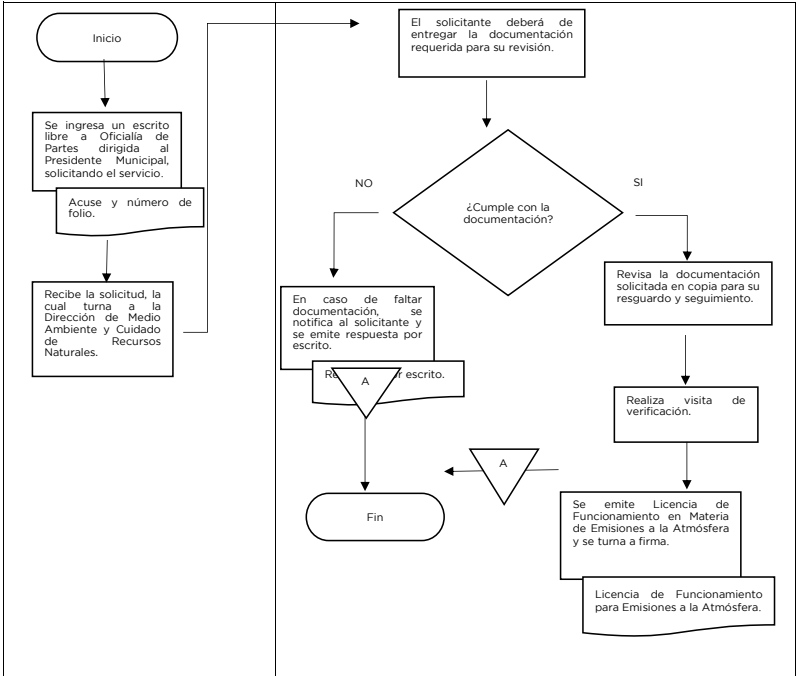 Inicio
Se ingresa un escrito
libre a Oficialía de
Partes dirigida al
Presidente Municipal,
solicitando el servicio.
Acuse y número de
folio.
Recibe la solicitud, la
cual turna a la
Dirección de Medio
Ambiente y Cuidado
de Recursos
Naturales.
El solicitante deberá de
entregar la documentación
requerida para su revisión.
¿Cumple con la
documentación?
NO
SI
En caso de faltar
documentación, se
notifica al solicitante y
se emite respuesta por
escrito.
escrito.
A
Fin
Revisa la documentación
solicitada en copia para su
resguardo y seguimiento.
Realiza visita de
verificación.
A
Se emite Licencia de
Funcionamiento en Materia
de Emisiones a la Atmósfera
y se turna a firma.
Licencia de Funcionamiento
para Emisiones a la Atmósfera.